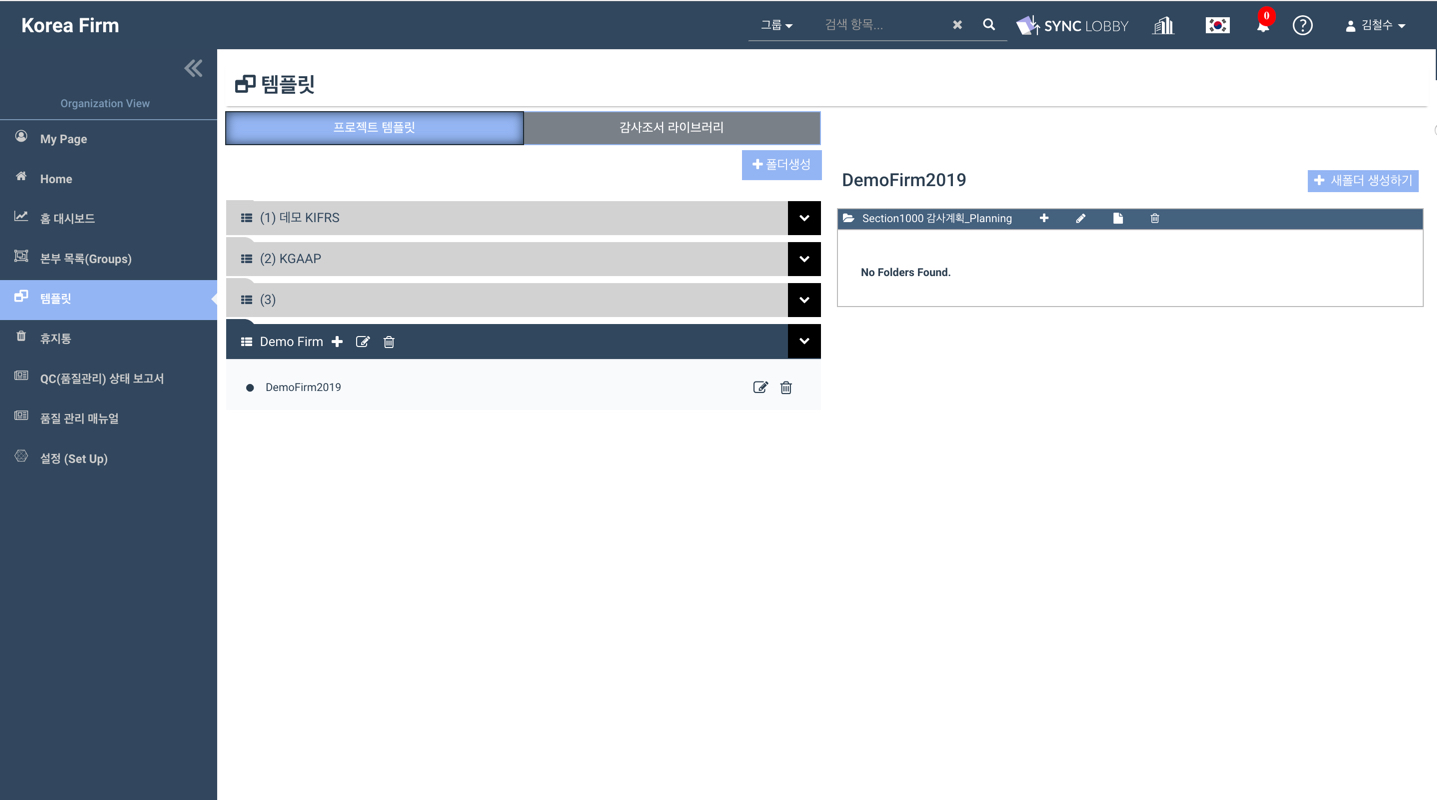 Korea Firm
그룹
검색 항목...
SYNC LOBBY
0
김철수
Organization View
My Page
Home
홈 대시보드
본부 목록(Groups)
템플릿
휴지통
QC(품질관리) 상태 보고서
품질 관리 매뉴얼
설정 (Set Up)
템플릿
프로젝트 템플릿
감사조서 라이브러리
폴더생성
(1) 데모 KIFRS
(2) KGAAP
(3)
Demo Firm
DemoFirm2019
DemoFirm2019
새폴더 생성하기
Section1000 감사계획_Planning
No Folders Found.